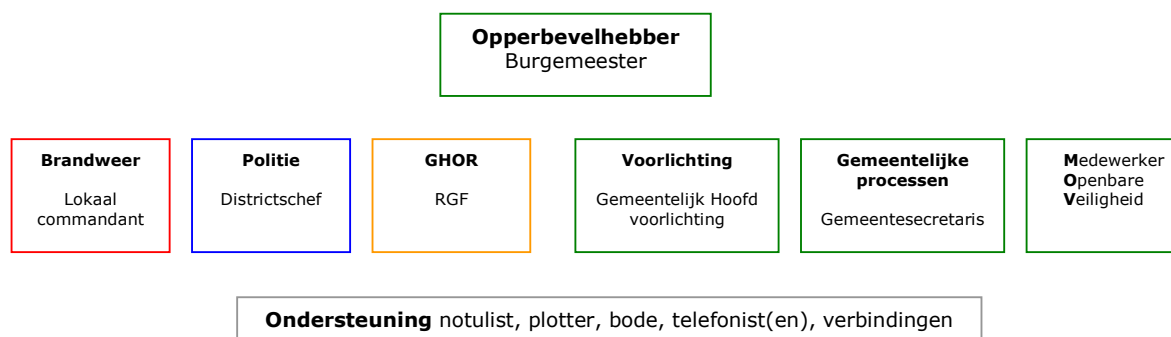 Opperbevelhebber
Burgemeester
Brandweer
Lokaal
commandant
Politie
Districtschef
GHOR
RGF
Voorlichting
Gemeentelijk Hoofd
voorlichting
Gemeentelijke
processen
Gemeentesecretaris
Medewerker
Openbare
Veiligheid
Ondersteuning notulist, plotter, bode, telefonist(en), verbindingen